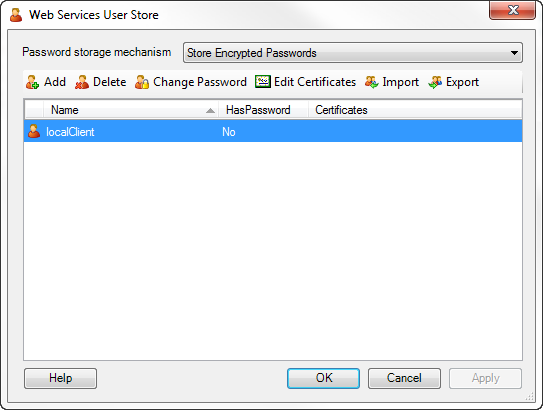 Web Services User Store
Password storage mechanism Store Encrypted Passwords
Add Delete Change Password Edit Certificates Import Export
Name HasPassword Certificates
localClient No
Help OK Cancel Apply